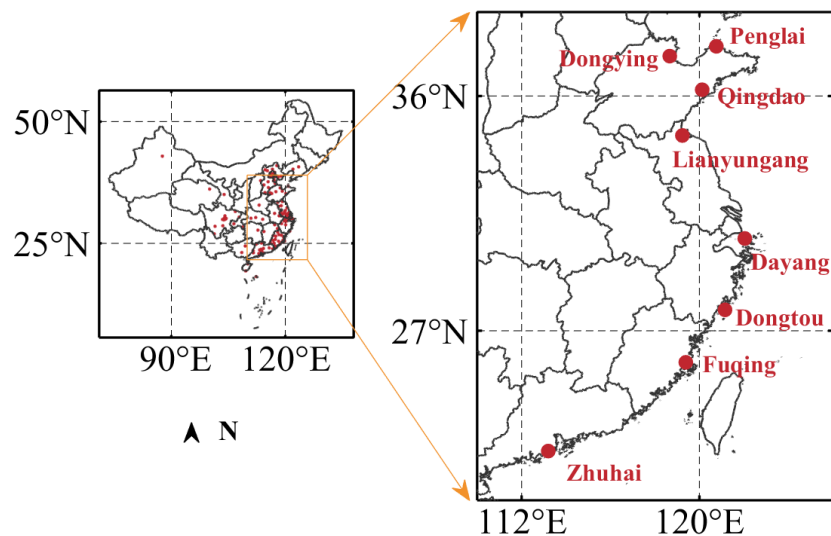 50°N
25°N
90°E
120°E
N
Penglai
Dongying
36°N
Qingdao
Lianyungang
Dayang
Dongtou
27°N
Fuqing
Zhuhai
112°E
120°E